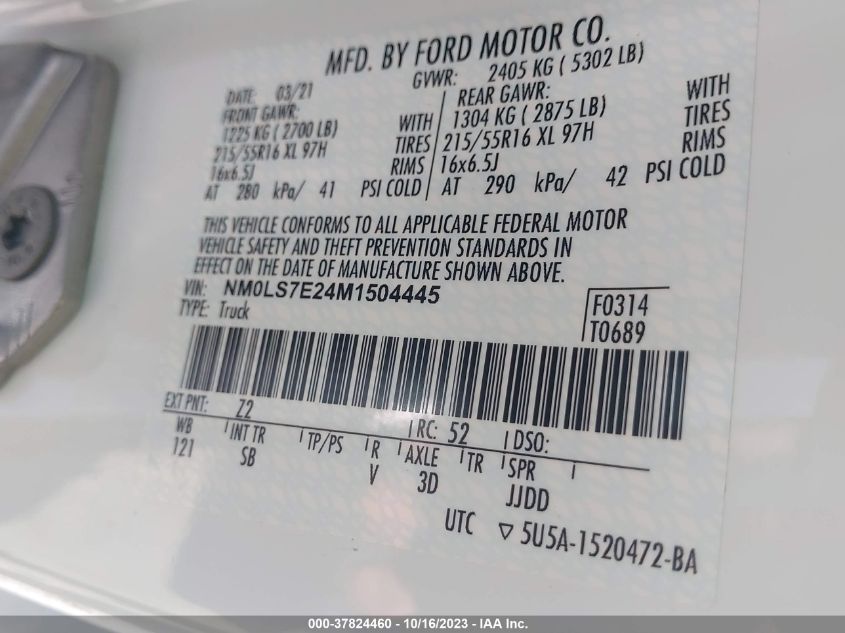 MFD. BY FORD MOTOR CO.
DATE: 03/21 GVWR: 2405 KG ( 5302 LB)
FRONT GAWR: REAR GAWR: WITH
1225 KG ( 2700 LB) WITH 1304 KG ( 2875 LB) TIRES
215/55R16 XL 97H TIRES 215/55R16 XL 97H RIMS
16x6.5J RIMS 16x6.5J
AT 280 kPa/ 41 PSI COLD AT 290 kPa/ 42 PSI COLD
THIS VEHICLE CONFORMS TO ALL APPLICABLE FEDERAL MOTOR
VEHICLE SAFETY AND THEFT PREVENTION STANDARDS IN
EFFECT ON THE DATE OF MANUFACTURE SHOWN ABOVE.
VIN: NM0LS7E24M1504445
TYPE: Truck
F0314
T0689
EXT PNT: Z2 RC: 52 DSO:
WB INT TR TP/PS R AXLE TR SPR
121 SB V 3D JJDD
UTC ▽ 5U5A-1520472-BA
000-37824460 - 10/16/2023 - IAA Inc.